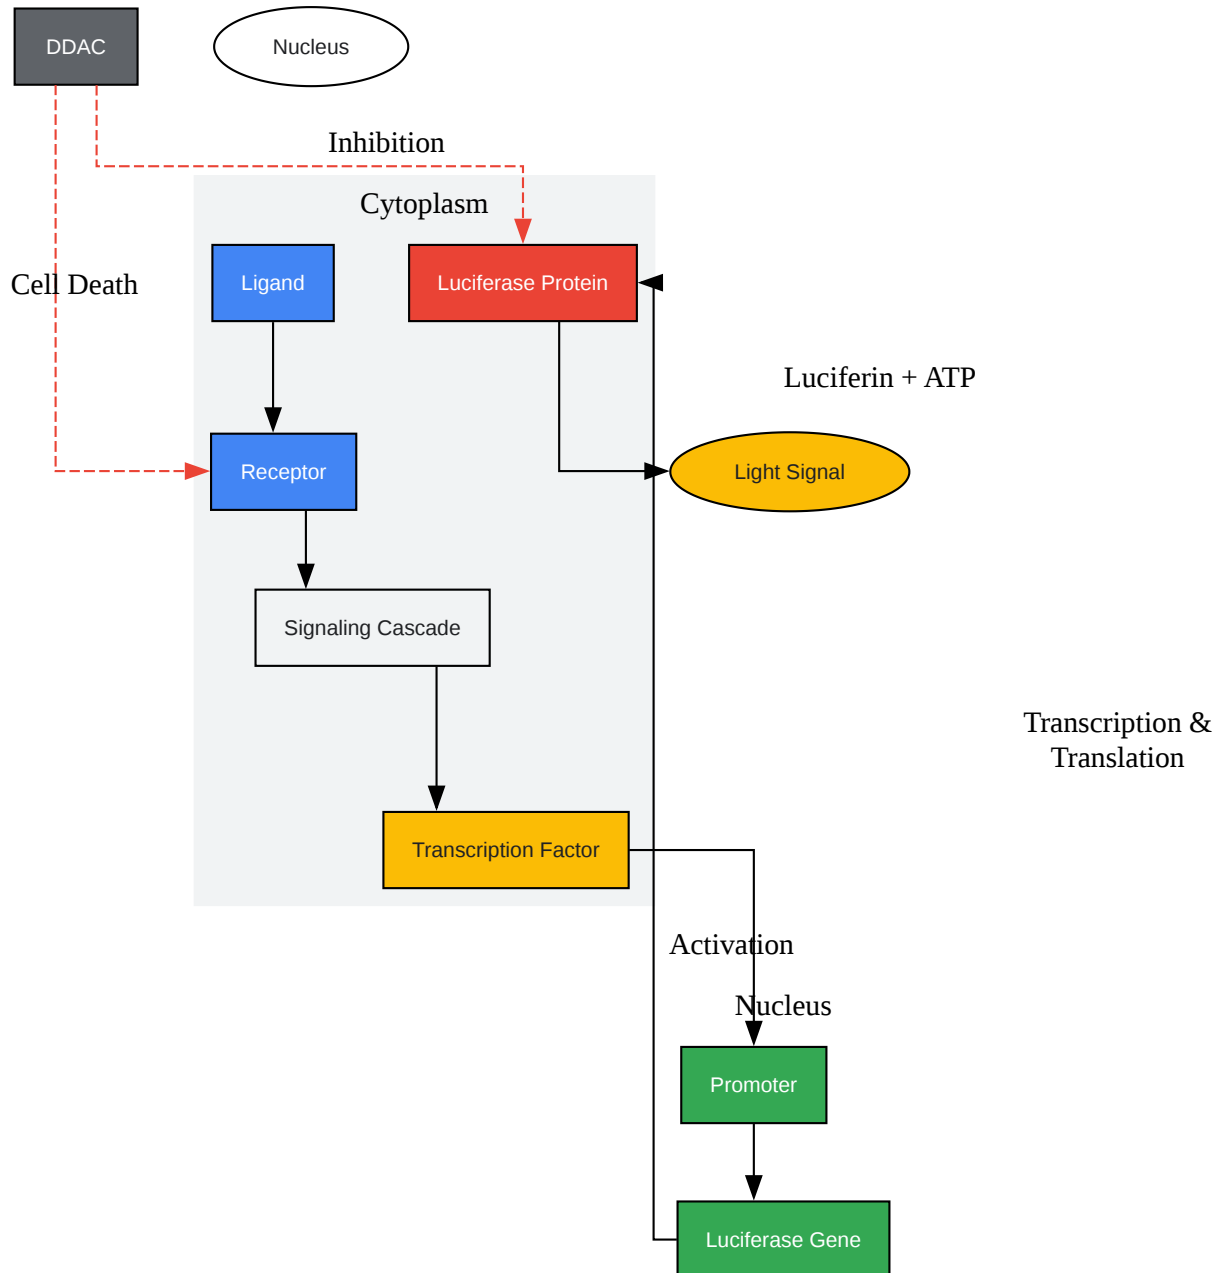 DDAC
Nucleus
Inhibition
Cytoplasm
Ligand
Luciferase Protein
Cell Death
Luciferin + ATP
Receptor
Light Signal
Signaling Cascade
Transcription &
Translation
Transcription Factor
Activation
Nucleus
Promoter
Luciferase Gene